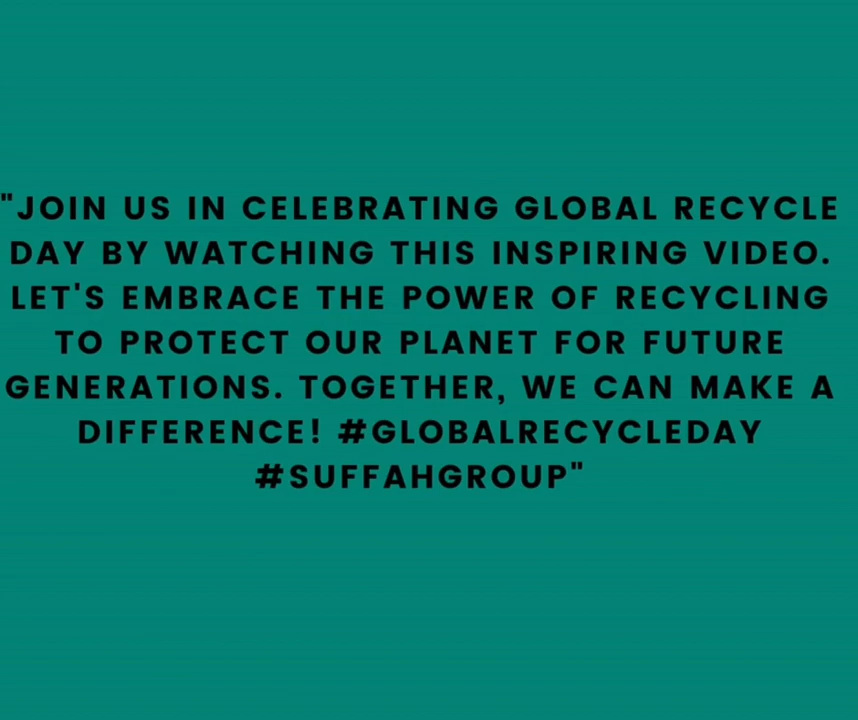 "JOIN US IN CELEBRATING GLOBAL RECYCLE
DAY BY WATCHING THIS INSPIRING VIDEO.
LET'S EMBRACE THE POWER OF RECYCLING
TO PROTECT OUR PLANET FOR FUTURE
GENERATIONS. TOGETHER, WE CAN MAKE A
DIFFERENCE! #GLOBALRECYCLEDAY
#SUFFAHGROUP"